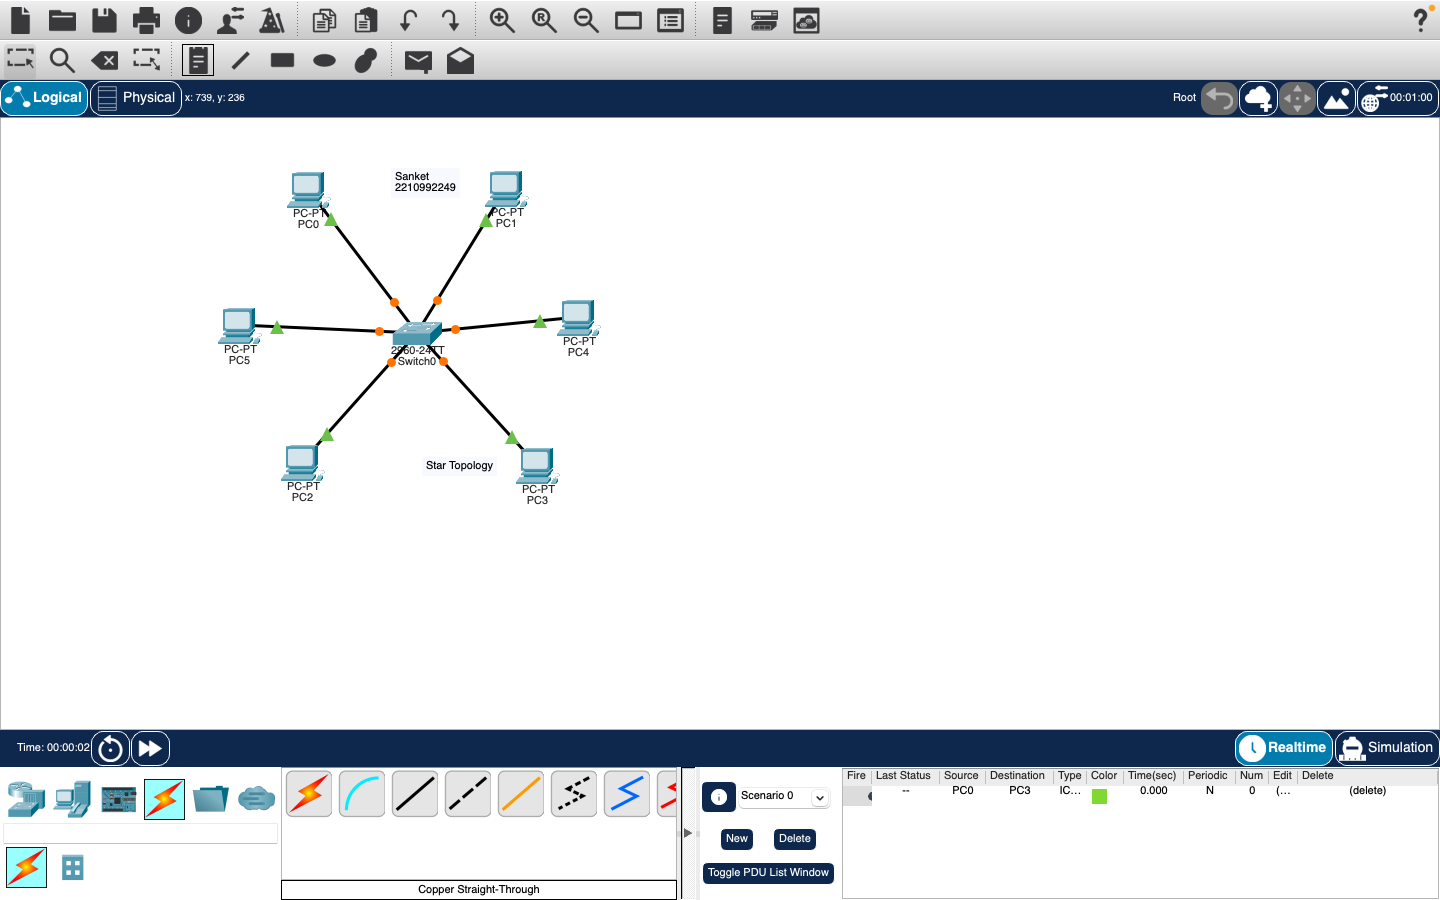 ?
Logical
Physical
x: 739, y: 236
Root
00:01:00
Sanket
2210992249
PC-PT
PC0
PC-PT
PC1
PC-PT
PC5
2960-24TT
Switch0
PC-PT
PC4
PC-PT
PC2
Star Topology
PC-PT
PC3
Time: 00:00:02
Realtime
Simulation
Scenario 0
New
Delete
Toggle PDU List Window
Copper Straight-Through
Fire Last Status Source Destination Type Color Time(sec) Periodic Num Edit Delete
-- PC0 PC3 IC... 0.000 N 0 (... (delete)